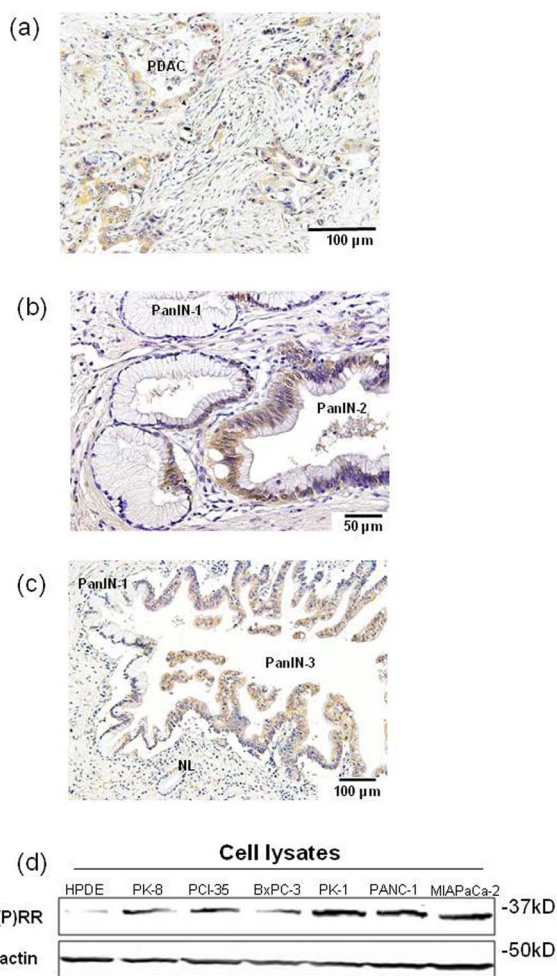 (a)
PDAC
100 μm
(b)
PanIN-1
PanIN-2
50 μm
(c)
PanIN-1
PanIN-3
NL
100 μm
(d)
Cell lysates
HPDE PK-8 PCI-35 BxPC-3 PK-1 PANC-1 MIAPaCa-2
P)RR -37kD
actin -50kD